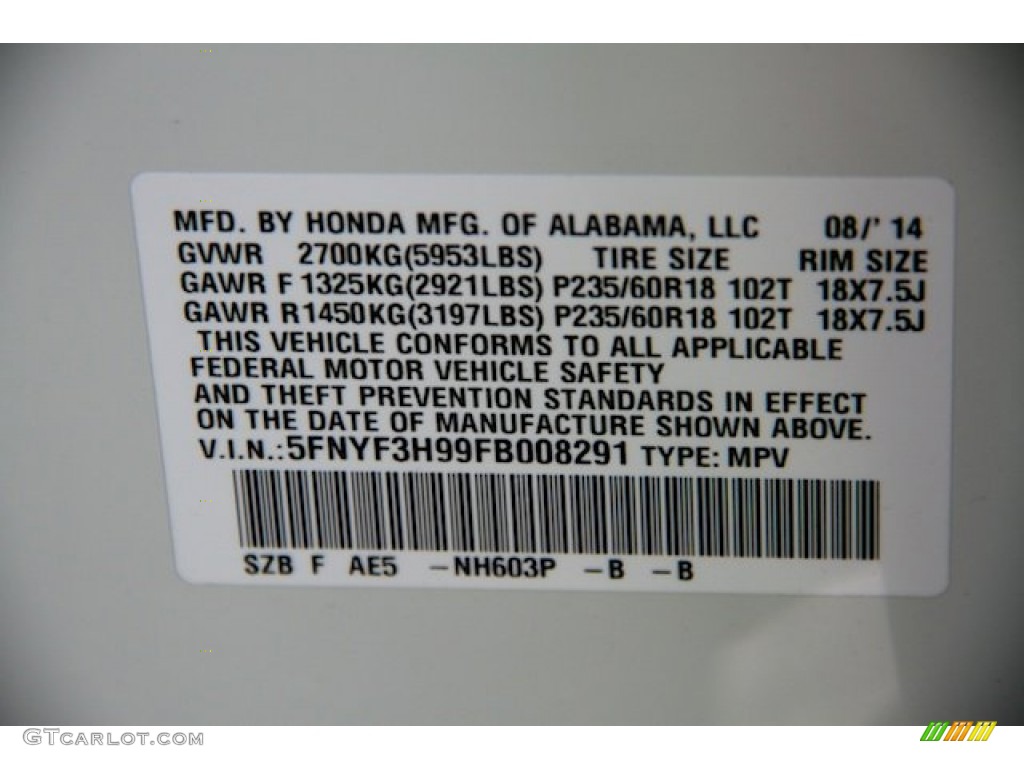 MFD. BY HONDA MFG. OF ALABAMA, LLC 08/' 14
GVWR 2700KG(5953LBS) TIRE SIZE RIM SIZE
GAWR F 1325KG(2921LBS) P235/60R18 102T 18X7.5J
GAWR R1450KG(3197LBS) P235/60R18 102T 18X7.5J
THIS VEHICLE CONFORMS TO ALL APPLICABLE
FEDERAL MOTOR VEHICLE SAFETY
AND THEFT PREVENTION STANDARDS IN EFFECT
ON THE DATE OF MANUFACTURE SHOWN ABOVE.
V.I.N.:5FNYF3H99FB008291 TYPE: MPV
SZB F AE5 –NH603P –B –B
GTCARLOT.COM